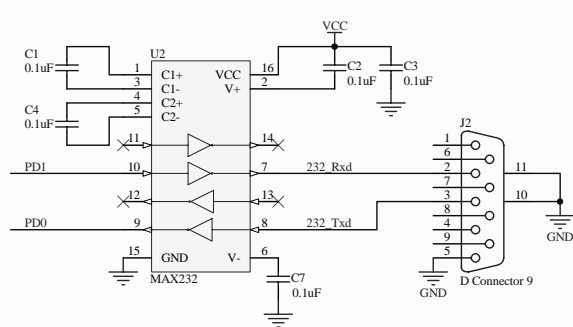 VCC
C1
0.1uF
U2
C2
0.1uF
C3
0.1uF
1 C1+ VCC 16
3 C1- V+ 2
4 C2+
5 C2-
C4
0.1uF
J2
11 14
PD1 10 7 232_Rxd
12 13
PD0 9 8 232_Txd
15 GND V- 6
MAX232
C7
0.1uF
1
6
2
7
3
8
4
9
5
11
10
GND
GND
D Connector 9